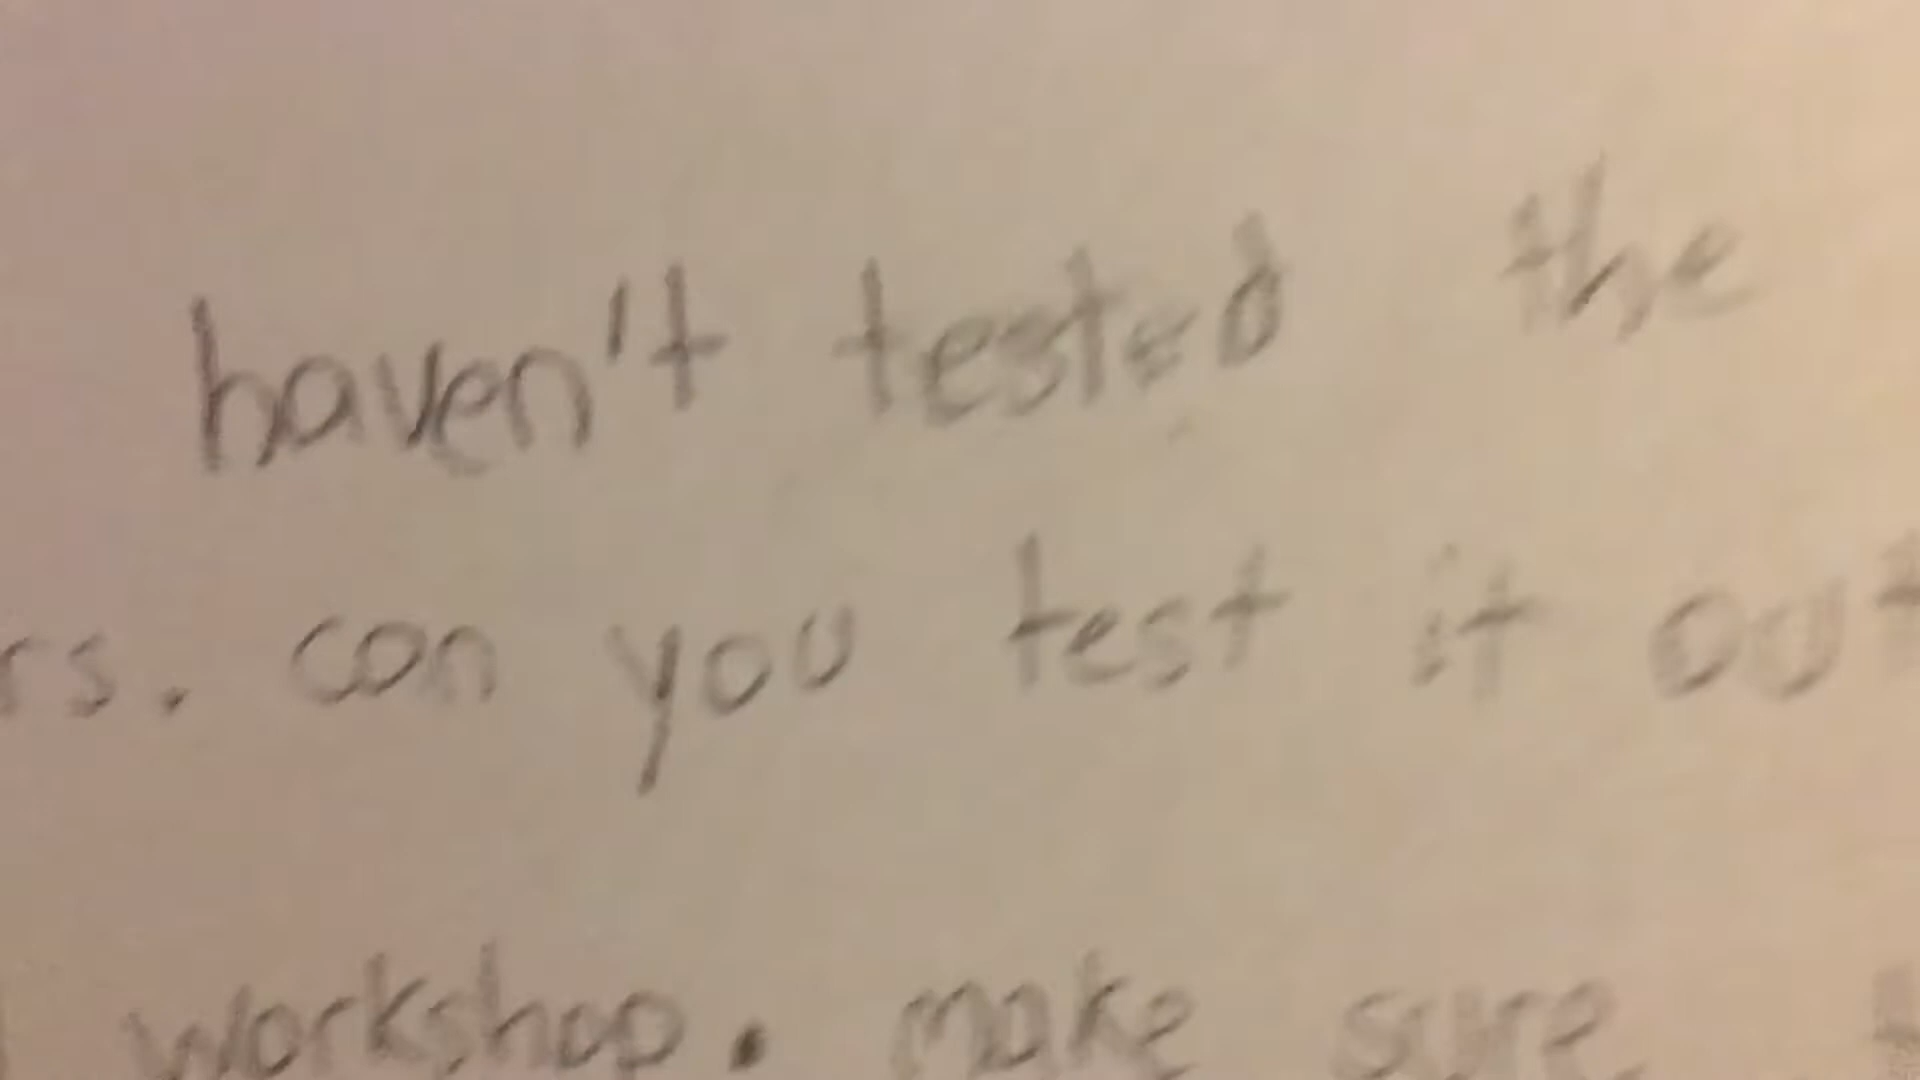 haven't tested the
rs. can you test it out
workshop. make sure